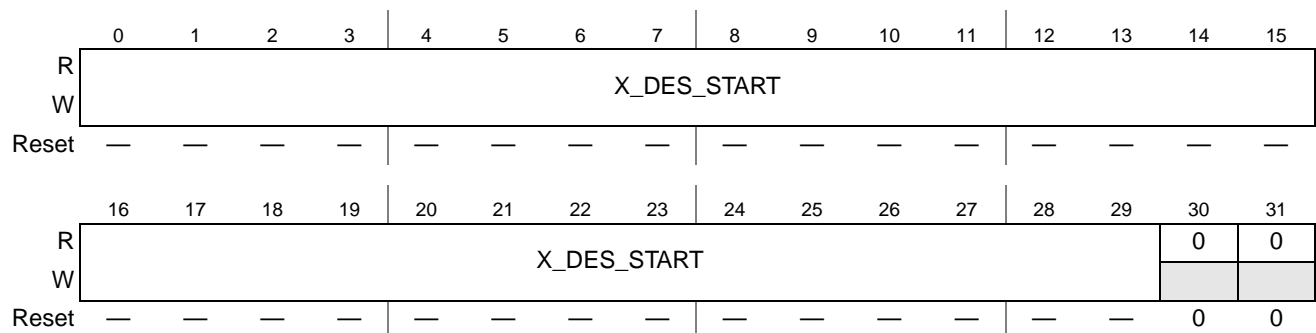 0 1 2 3 4 5 6 7 8 9 10 11 12 13 14 15
R
X_DES_START
W
Reset — — — — — — — — — — — — — — — —
16 17 18 19 20 21 22 23 24 25 26 27 28 29 30 31
R 0 0
X_DES_START
W
Reset — — — — — — — — — — — — — — 0 0